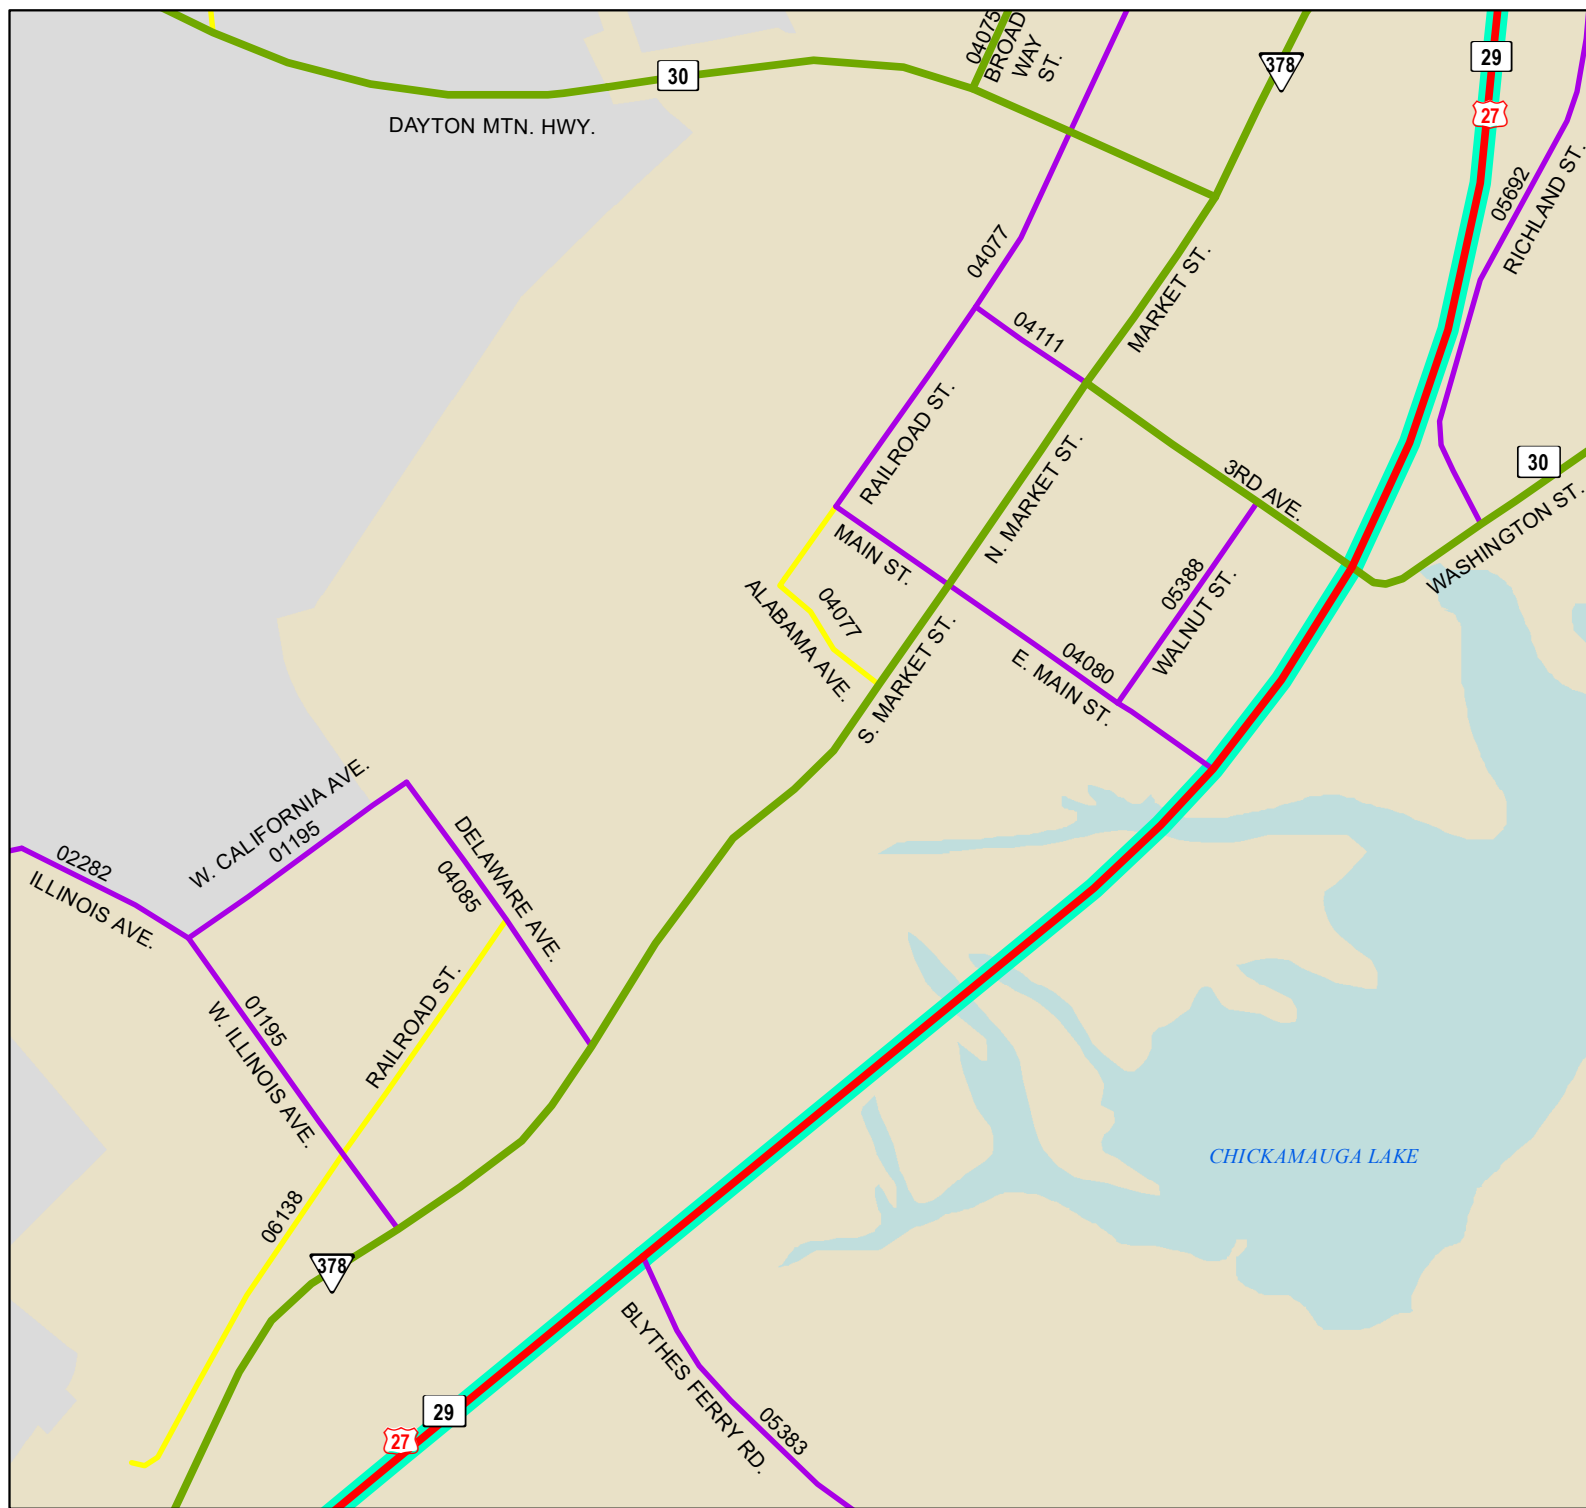 04075
BROAD
WAY
ST.
378
29
27
30
DAYTON MTN. HWY.
05692
RICHLAND ST.
04077
MARKET ST.
04111
RAILROAD ST.
N. MARKET ST.
3RD AVE.
30
WASHINGTON ST.
MAIN ST.
04077
ALABAMA AVE.
S. MARKET ST.
05388
WALNUT ST.
04080
E. MAIN ST.
W. CALIFORNIA AVE.
01195
02282
ILLINOIS AVE.
DELAWARE AVE.
04085
RAILROAD ST.
01195
W. ILLINOIS AVE.
CHICKAMAUGA LAKE
06138
378
BLYTHES FERRY RD.
05383
29
27